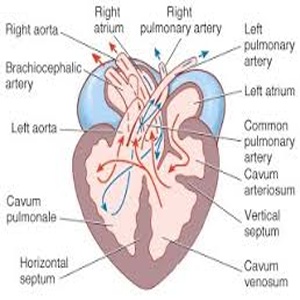 Right
atrium
Right
pulmonary artery
Right aorta
Left
pulmonary
artery
Brachiocephalic
artery
Left atrium
Left aorta
Common
pulmonary
artery
Cavum
arteriosum
Cavum
pulmonale
Vertical
septum
Horizontal
septum
Cavum
venosum